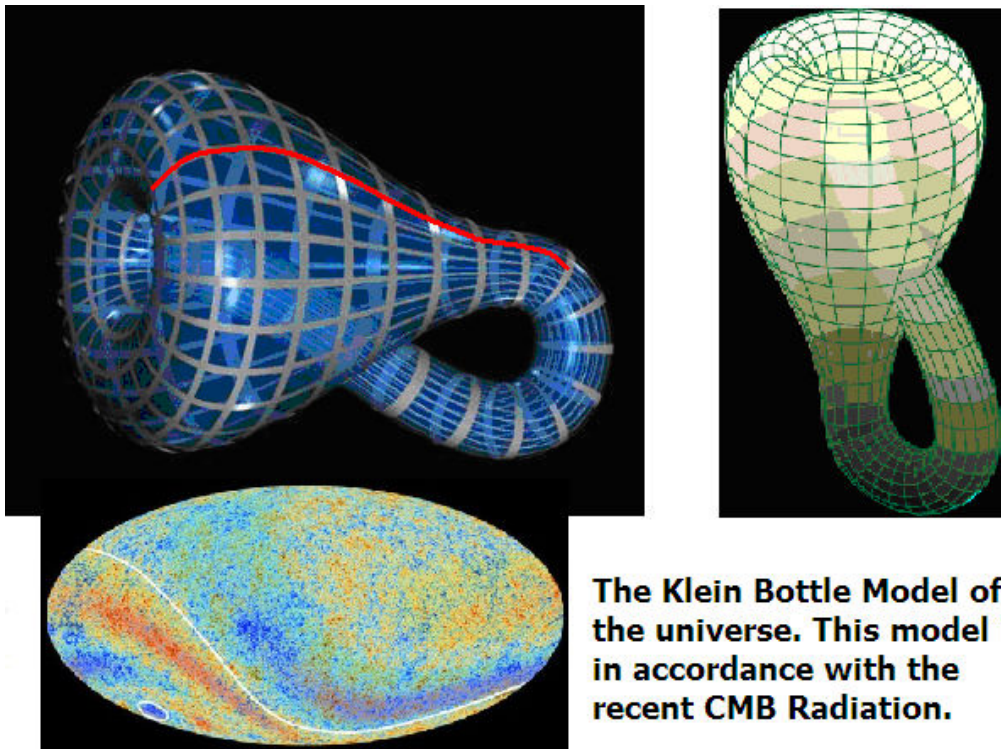 The Klein Bottle Model of
the universe. This model
in accordance with the
recent CMB Radiation.